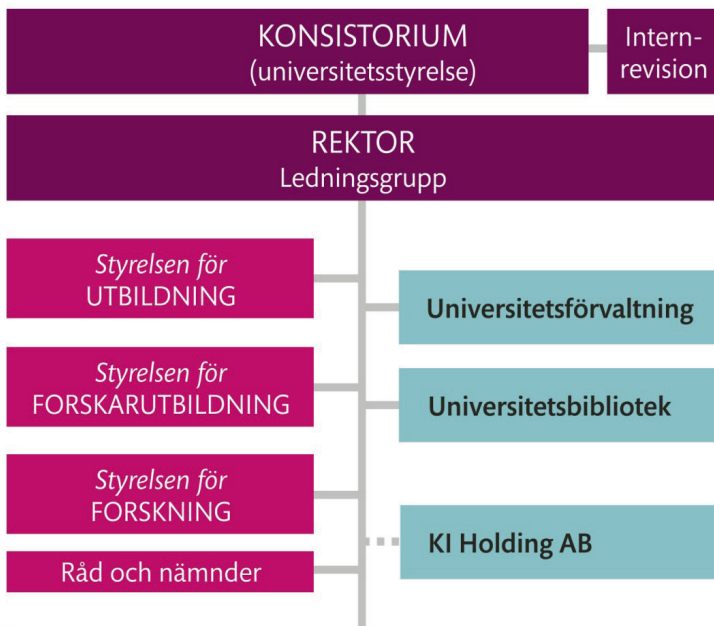 KONSISTORIUM
(universitetsstyrelse)
Intern-
revision
REKTOR
Ledningsgrupp
Styrelsen för
UTBILDNING
Styrelsen för
FORSKARUTBILDNING
Styrelsen för
FORSKNING
Råd och nämnder
Universitetsförvaltning
Universitetsbibliotek
KI Holding AB